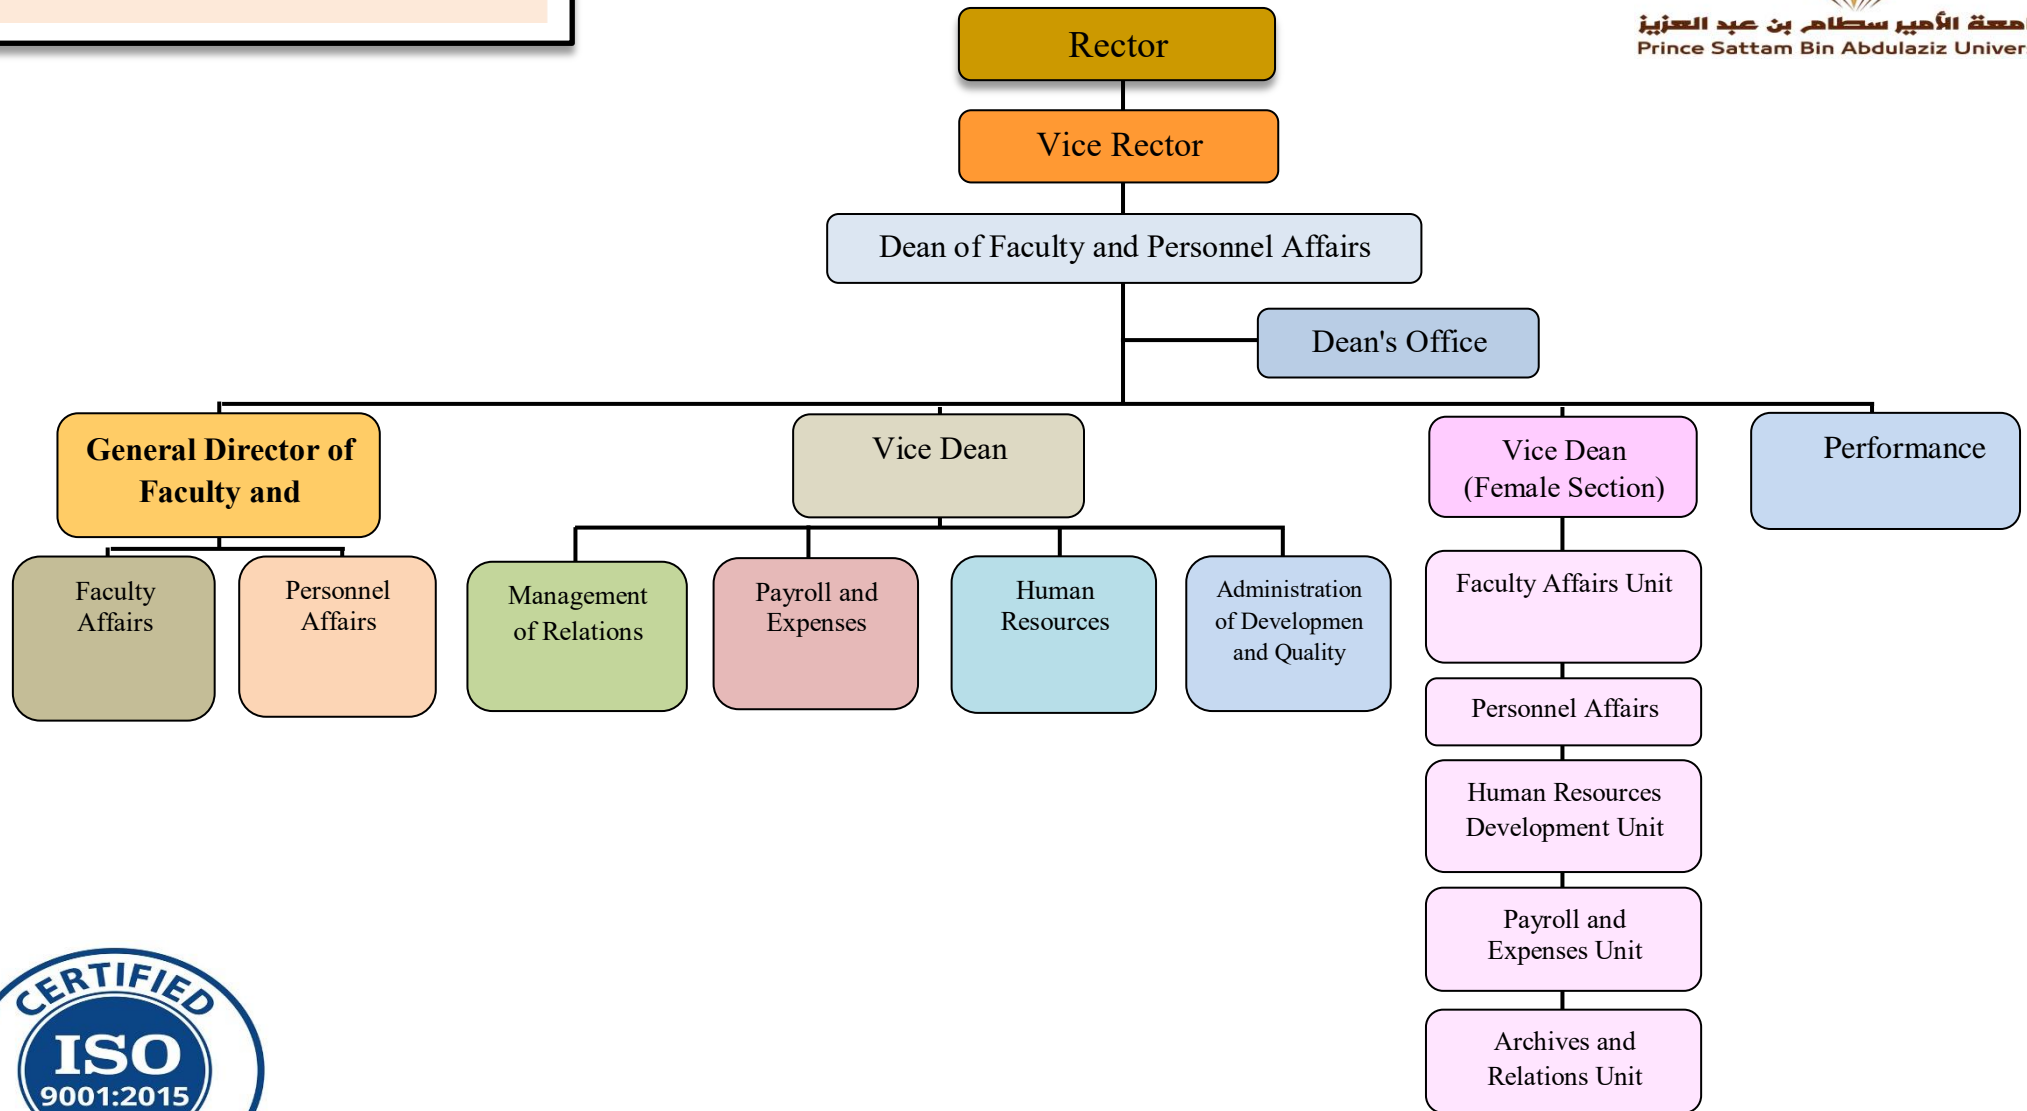 جامعة الأمير سطام بن عبد العزيز
Prince Sattam Bin Abdulaziz Univer
Rector
Vice Rector
Dean of Faculty and Personnel Affairs
Dean's Office
General Director of
Faculty and
Vice Dean
Vice Dean
(Female Section)
Performance
Faculty
Affairs
Personnel
Affairs
Management
of Relations
Payroll and
Expenses
Human
Resources
Administration
of Developmen
and Quality
Faculty Affairs Unit
Personnel Affairs
Human Resources
Development Unit
Payroll and
Expenses Unit
Archives and
Relations Unit
CERTIFIED
ISO
9001:2015